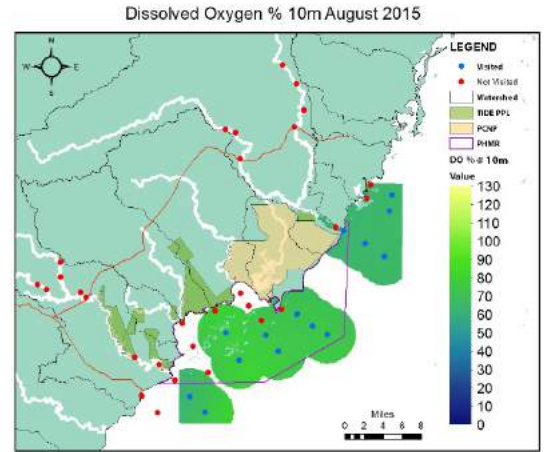 Dissolved Oxygen % 10m August 2015
N
W E
S
LEGEND
Visited
Not Visited
Watershed
TIDE PPL
PCNP
PHMR
DO % @ 10m
Value
130
120
110
100
90
80
70
60
50
40
30
20
10
0
Miles
0 2 4 6 8